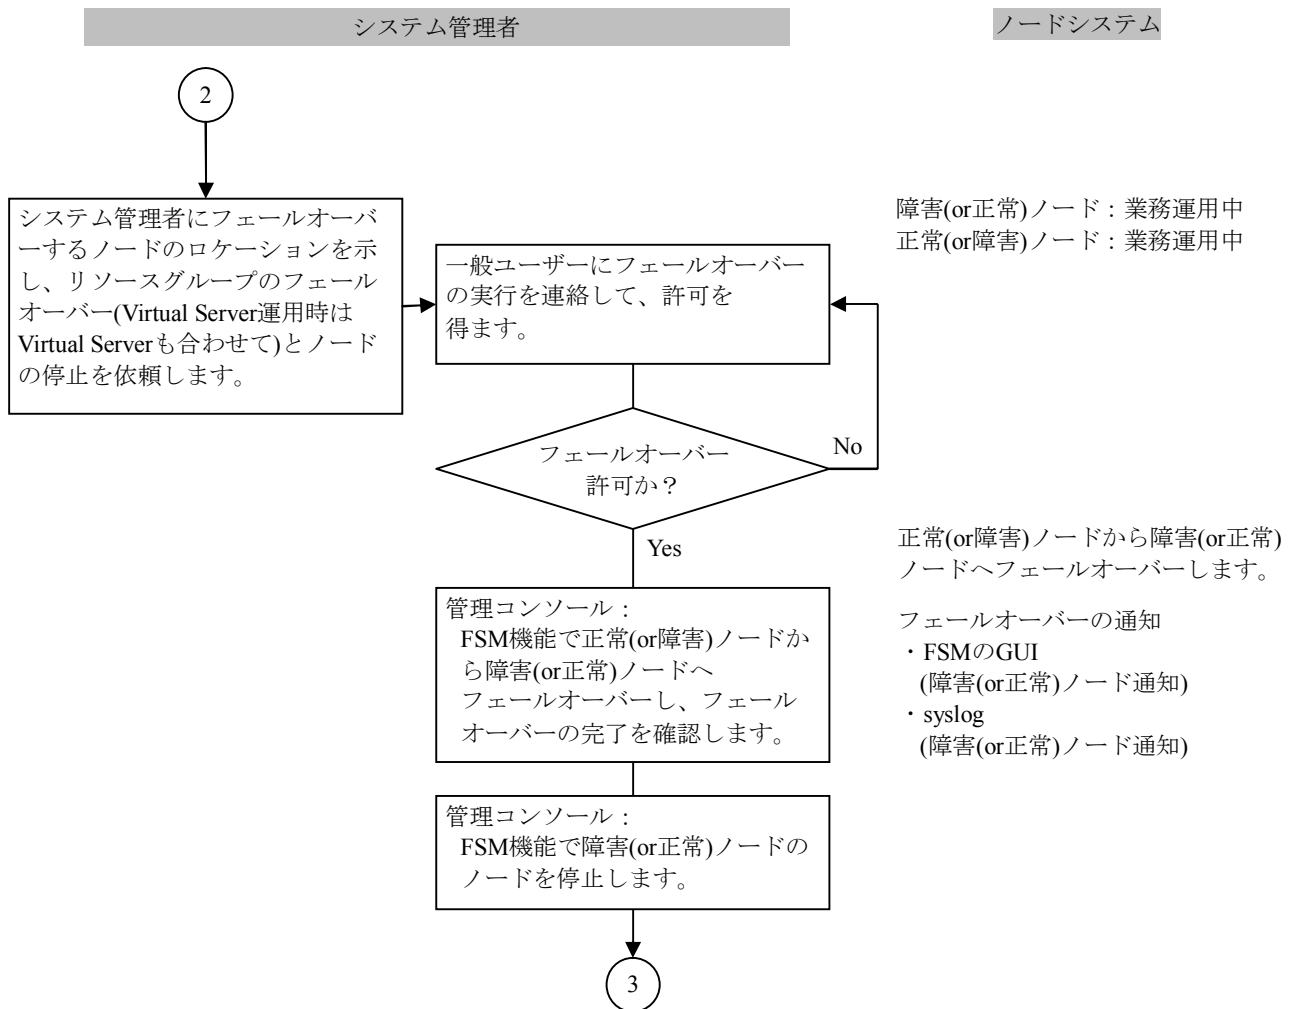 システム管理者
ノードシステム
2
システム管理者にフェールオーバ
ーするノードのロケーションを示
し、リソースグループのフェール
オーバー(Virtual Server運用時は
Virtual Serverも合わせて)とノード
の停止を依頼します。
一般ユーザーにフェールオーバー
の実行を連絡して、許可を
得ます。
障害(or正常)ノード：業務運用中
正常(or障害)ノード：業務運用中
フェールオーバー
許可か？
No
Yes
正常(or障害)ノードから障害(or正常)
ノードへフェールオーバーします。
管理コンソール：
FSM機能で正常(or障害)ノードか
ら障害(or正常)ノードへ
フェールオーバーし、フェール
オーバーの完了を確認します。
フェールオーバーの通知
・FSMのGUI
(障害(or正常)ノード通知)
・syslog
(障害(or正常)ノード通知)
管理コンソール：
FSM機能で障害(or正常)ノードの
ノードを停止します。
3